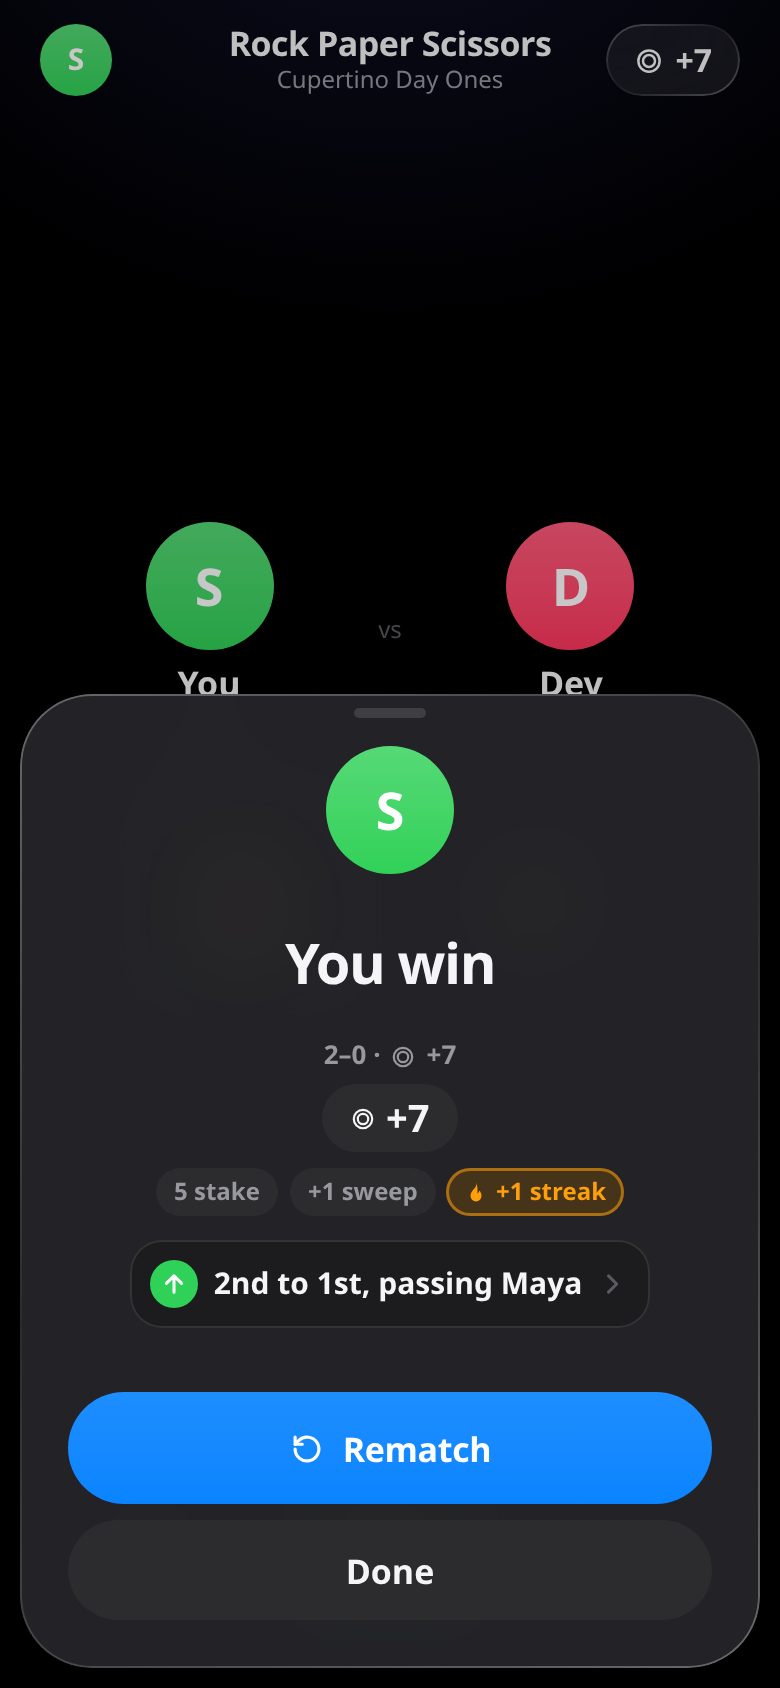 S
Rock Paper Scissors
Cupertino Day Ones
+7
S
D
vs
You
Dev
S
You win
2–0 · +7
+7
5 stake
+1 sweep
+1 streak
2nd to 1st, passing Maya
Rematch
Done